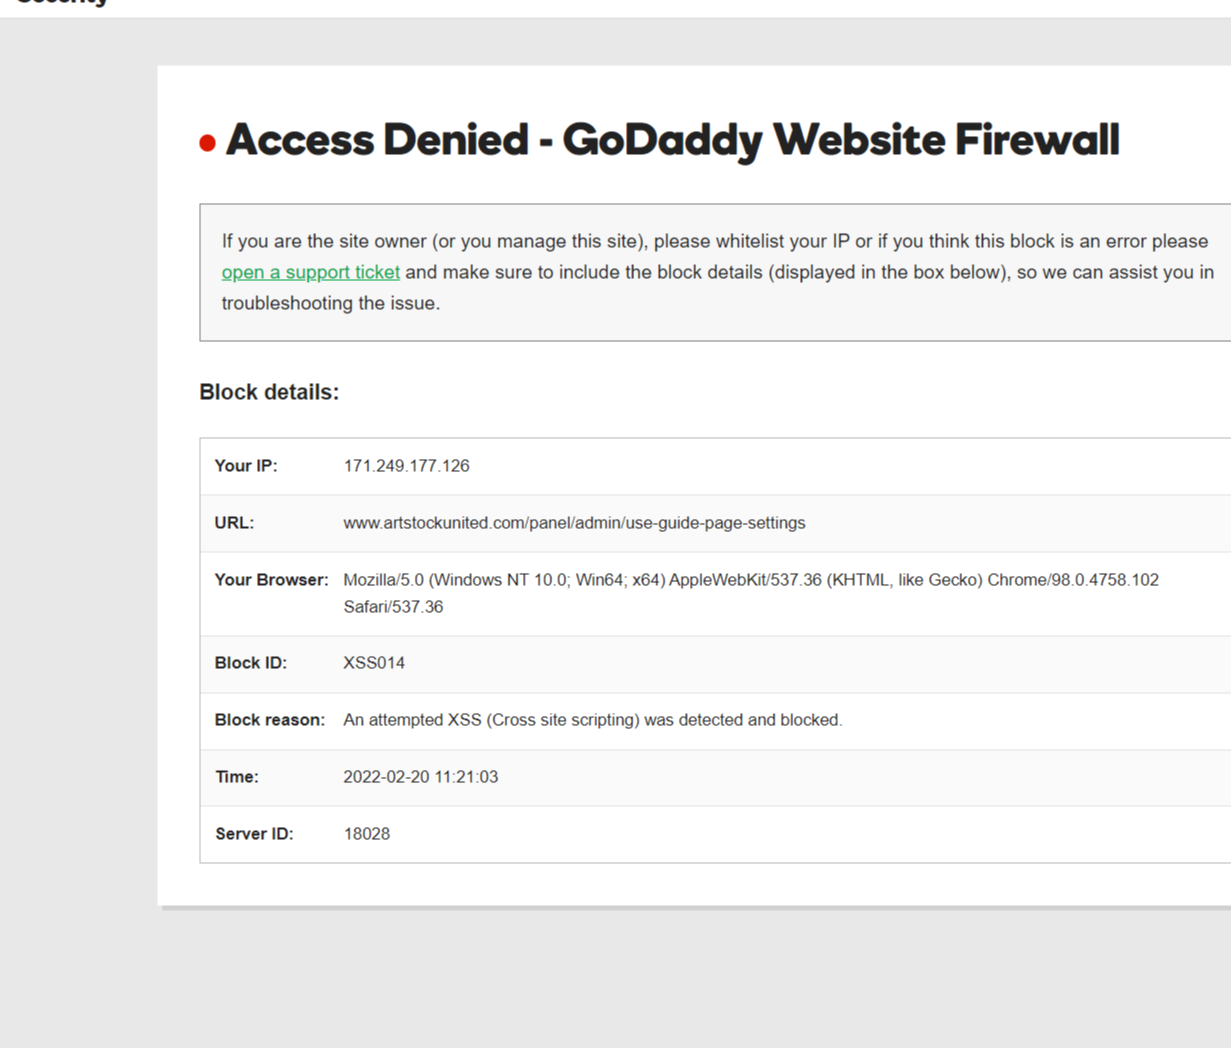 Security
Access Denied - GoDaddy Website Firewall
If you are the site owner (or you manage this site), please whitelist your IP or if you think this block is an error please
open a support ticket and make sure to include the block details (displayed in the box below), so we can assist you in
troubleshooting the issue.
Block details:
Your IP: 171.249.177.126
URL: www.artstockunited.com/panel/admin/use-guide-page-settings
Your Browser: Mozilla/5.0 (Windows NT 10.0; Win64; x64) AppleWebKit/537.36 (KHTML, like Gecko) Chrome/98.0.4758.102
Safari/537.36
Block ID: XSS014
Block reason: An attempted XSS (Cross site scripting) was detected and blocked.
Time: 2022-02-20 11:21:03
Server ID: 18028